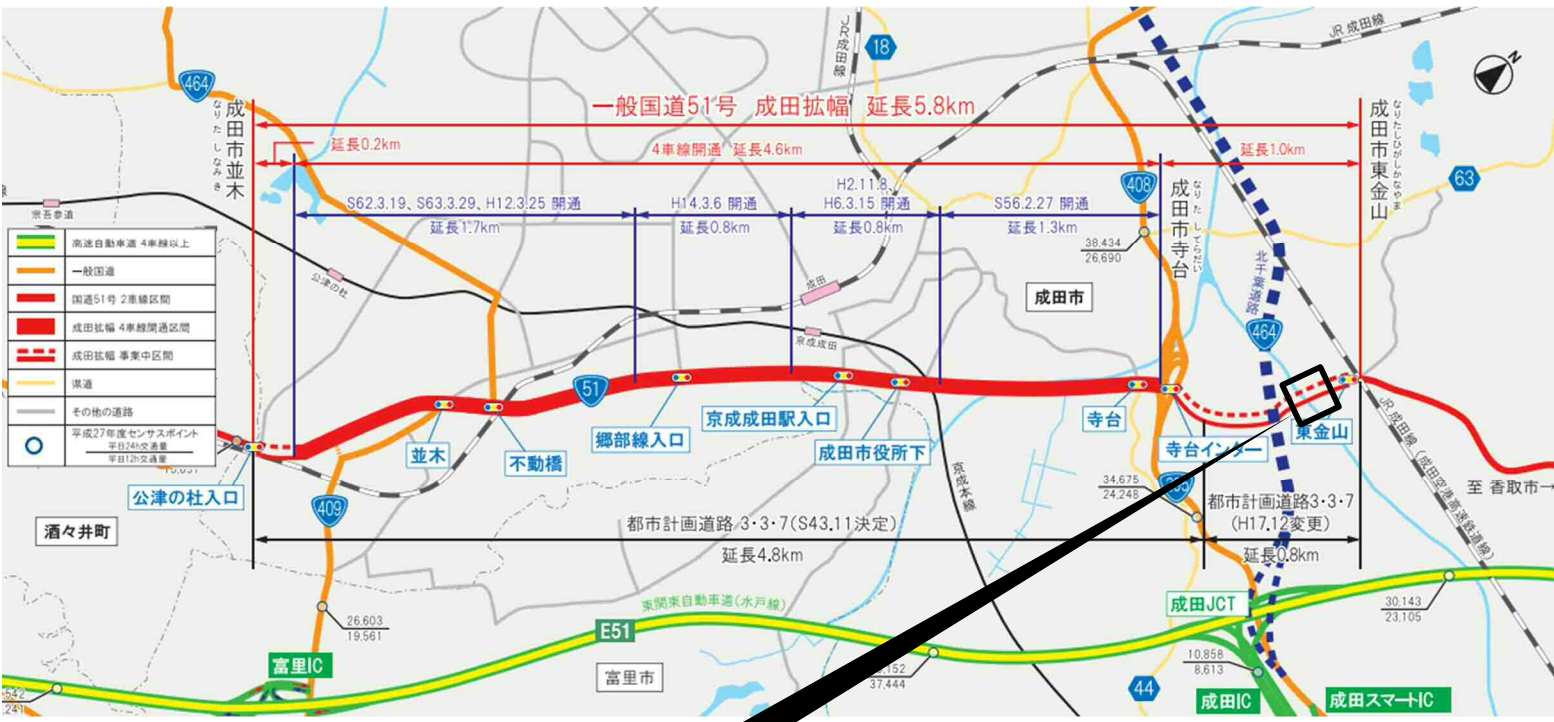 一般国道51号 成田拡幅 延長5.8km
延長0.2km
4車線開通 延長4.6km
延長1.0km
S62.3.19、S63.3.29、H12.3.25 開通
延長1.7km
H14.3.6 開通
延長0.8km
H2.11.8、
H6.3.15 開通
延長0.8km
S56.2.27 開通
延長1.3km
成田市並木
なりたしなみき
成田市寺台
なりたしてらだい
成田市東金山
なりたしひがしかなやま
464
18
JR成田線
JR成田線
N
408
63
38,434
26,690
宗吾参道
公津の杜
成田
京成成田
成田市
北千葉道路
464
高速自動車道 4車線以上
一般国道
国道51号 2車線区間
成田拡幅 4車線開通区間
成田拡幅 事業中区間
県道
その他の道路
平成27年度センサスポイント
平日24h交通量
平日12h交通量
51
公津の杜入口
並木
不動橋
郷部線入口
京成成田駅入口
成田市役所下
寺台
寺台インター
東金山
409
酒々井町
京成本線
34,675
24,248
JR成田線(成田空港高速鉄道線)
至 香取市→
都市計画道路 3・3・7(S43.11決定)
延長4.8km
都市計画道路3・3・7
(H17.12変更)
延長0.8km
26,603
19,561
東関東自動車道(水戸線)
E51
富里IC
富里市
37,444
成田JCT
30,143
23,105
10,858
8,613
44
成田IC
成田スマートIC